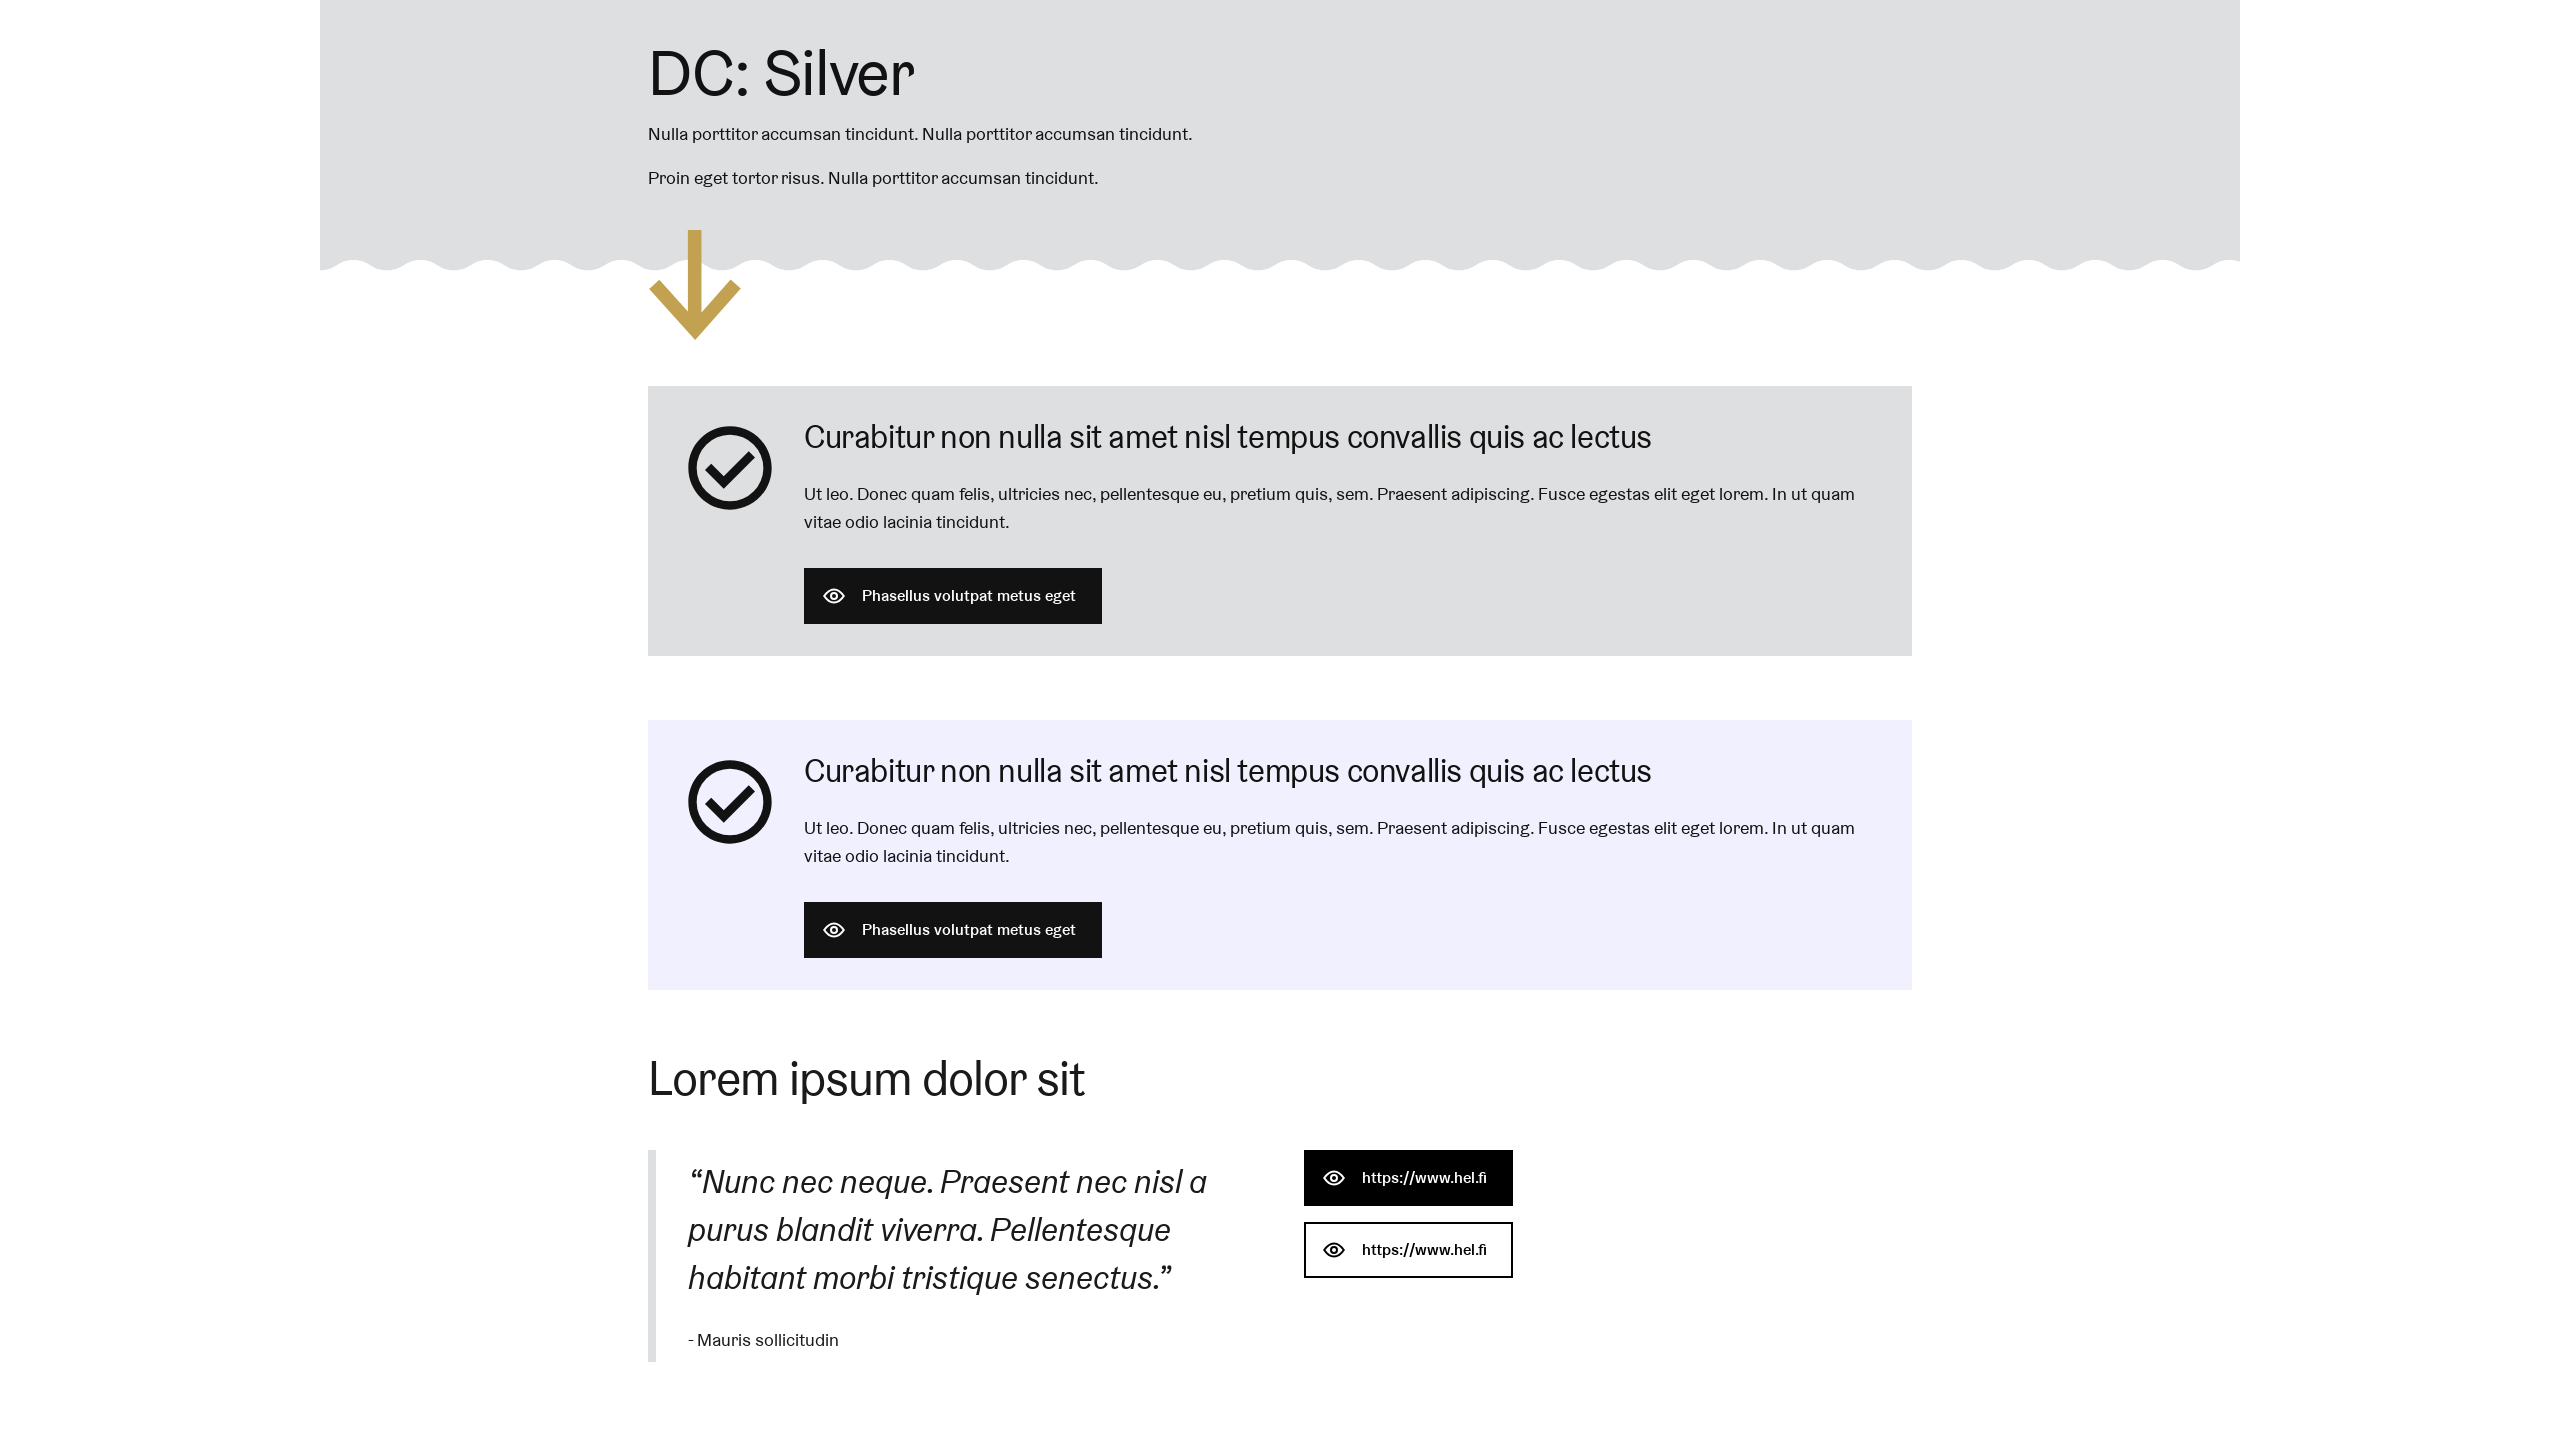 DC: Silver
Nulla porttitor accumsan tincidunt. Nulla porttitor accumsan tincidunt.
Proin eget tortor risus. Nulla porttitor accumsan tincidunt.
Curabitur non nulla sit amet nisl tempus convallis quis ac lectus
Ut leo. Donec quam felis, ultricies nec, pellentesque eu, pretium quis, sem. Praesent adipiscing. Fusce egestas elit eget lorem. In ut quam
vitae odio lacinia tincidunt.
Phasellus volutpat metus eget
Curabitur non nulla sit amet nisl tempus convallis quis ac lectus
Ut leo. Donec quam felis, ultricies nec, pellentesque eu, pretium quis, sem. Praesent adipiscing. Fusce egestas elit eget lorem. In ut quam
vitae odio lacinia tincidunt.
Phasellus volutpat metus eget
Lorem ipsum dolor sit
“Nunc nec neque. Praesent nec nisl a
purus blandit viverra. Pellentesque
habitant morbi tristique senectus.”
- Mauris sollicitudin
https://www.hel.fi
https://www.hel.fi